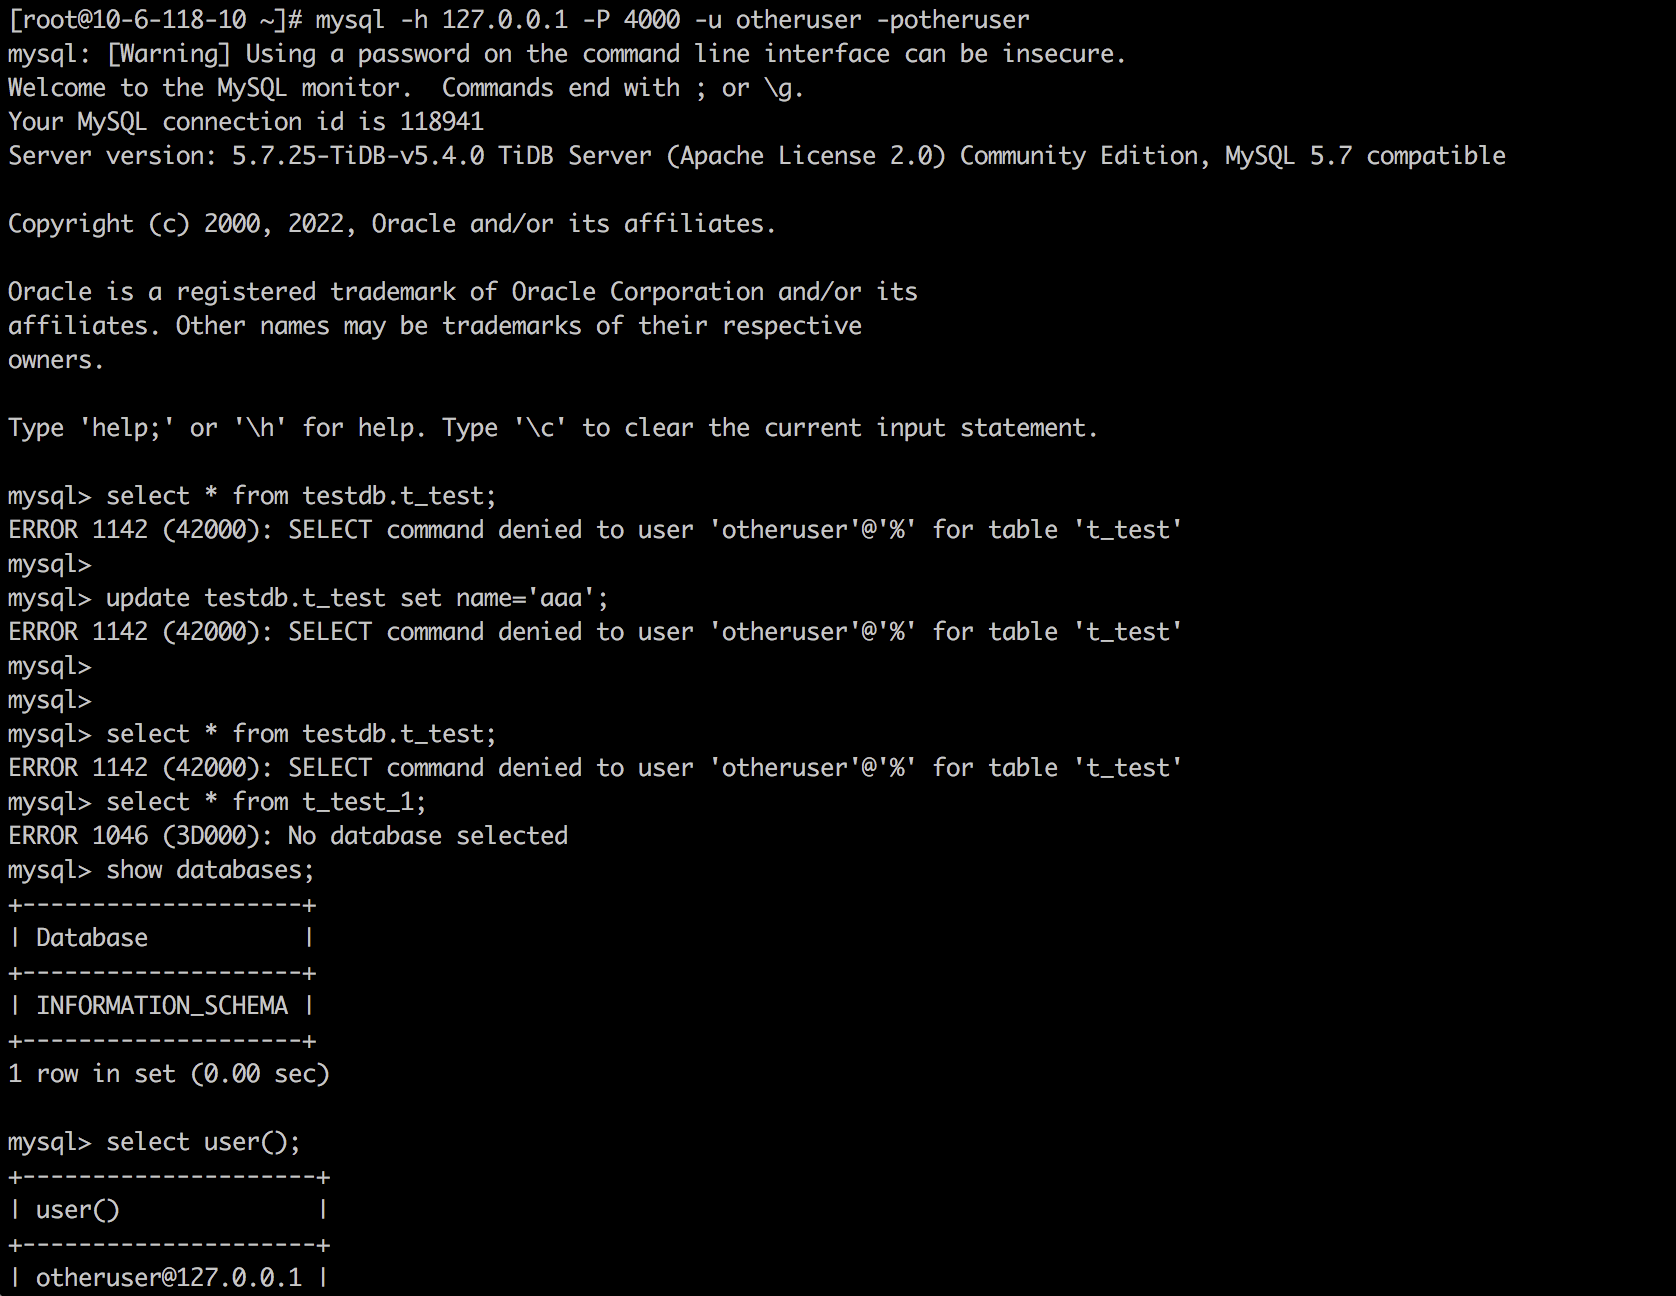 [root@10-6-118-10 ~]# mysql -h 127.0.0.1 -P 4000 -u otheruser -potheruser
mysql: [Warning] Using a password on the command line interface can be insecure.
Welcome to the MySQL monitor.  Commands end with ; or \g.
Your MySQL connection id is 118941
Server version: 5.7.25-TiDB-v5.4.0 TiDB Server (Apache License 2.0) Community Edition, MySQL 5.7 compatible

Copyright (c) 2000, 2022, Oracle and/or its affiliates.

Oracle is a registered trademark of Oracle Corporation and/or its
affiliates. Other names may be trademarks of their respective
owners.

Type 'help;' or '\h' for help. Type '\c' to clear the current input statement.

mysql> select * from testdb.t_test;
ERROR 1142 (42000): SELECT command denied to user 'otheruser'@'%' for table 't_test'
mysql>
mysql> update testdb.t_test set name='aaa';
ERROR 1142 (42000): SELECT command denied to user 'otheruser'@'%' for table 't_test'
mysql>
mysql>
mysql> select * from testdb.t_test;
ERROR 1142 (42000): SELECT command denied to user 'otheruser'@'%' for table 't_test'
mysql> select * from t_test_1;
ERROR 1046 (3D000): No database selected
mysql> show databases;
+--------------------+
| Database           |
+--------------------+
| INFORMATION_SCHEMA |
+--------------------+
1 row in set (0.00 sec)

mysql> select user();
+---------------------+
| user()              |
+---------------------+
| otheruser@127.0.0.1 |